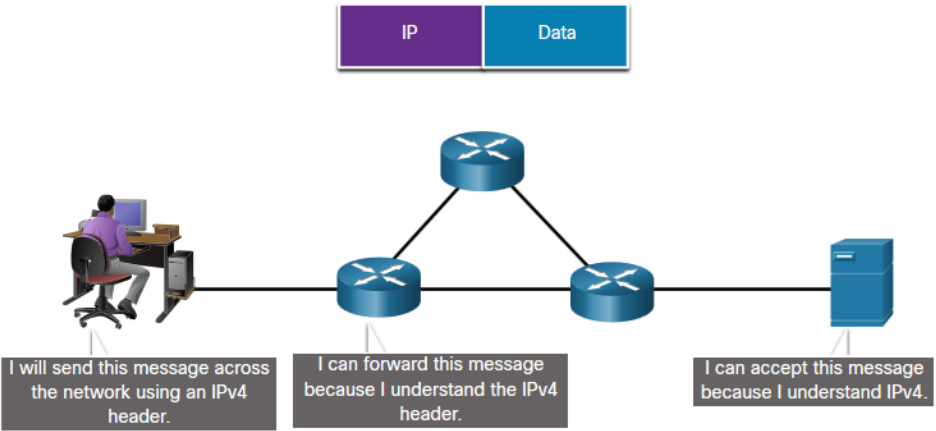 IP
Data
I will send this message across
the network using an IPv4
header.
I can forward this message
because I understand the IPv4
header.
I can accept this message
because I understand IPv4.